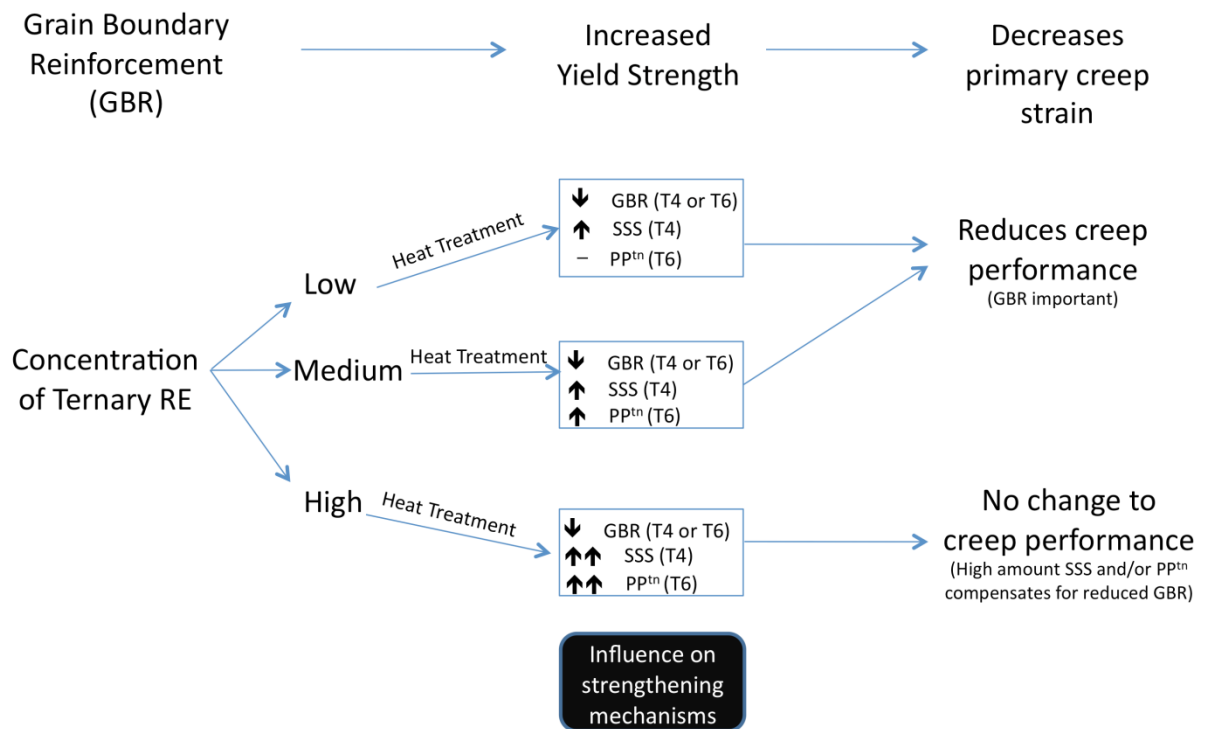 Grain Boundary
Reinforcement
(GBR)
Increased
Yield Strength
Decreases
primary creep
strain
Concentration
of Ternary RE
Low
Heat Treatment
↓ GBR (T4 or T6)
↑ SSS (T4)
– PPᵗⁿ (T6)
Reduces creep
performance
(GBR important)
Medium
Heat Treatment
↓ GBR (T4 or T6)
↑ SSS (T4)
↑ PPᵗⁿ (T6)
High
Heat Treatment
↓ GBR (T4 or T6)
↑↑ SSS (T4)
↑↑ PPᵗⁿ (T6)
No change to
creep performance
(High amount SSS and/or PPᵗⁿ
compensates for reduced GBR)
Influence on
strengthening
mechanisms